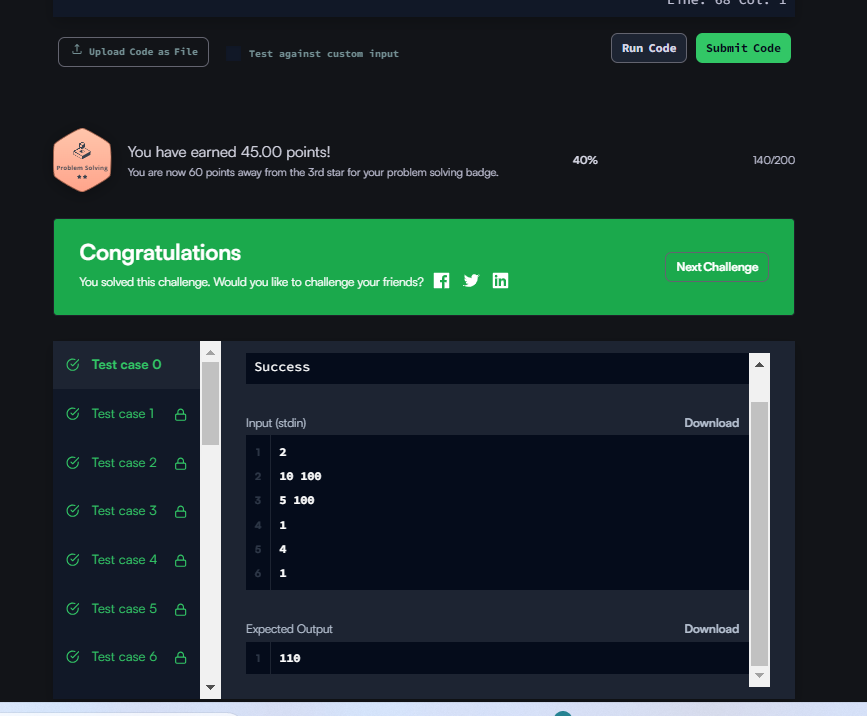 Line: 68 Col: 1
Upload Code as File
Test against custom input
Run Code
Submit Code
Problem Solving
You have earned 45.00 points!
You are now 60 points away from the 3rd star for your problem solving badge.
40%
140/200
Congratulations
You solved this challenge. Would you like to challenge your friends?
Next Challenge
Test case 0
Test case 1
Test case 2
Test case 3
Test case 4
Test case 5
Test case 6
Success
Input (stdin)
Download
1 2
2 10 100
3 5 100
4 1
5 4
6 1
Expected Output
Download
1 110